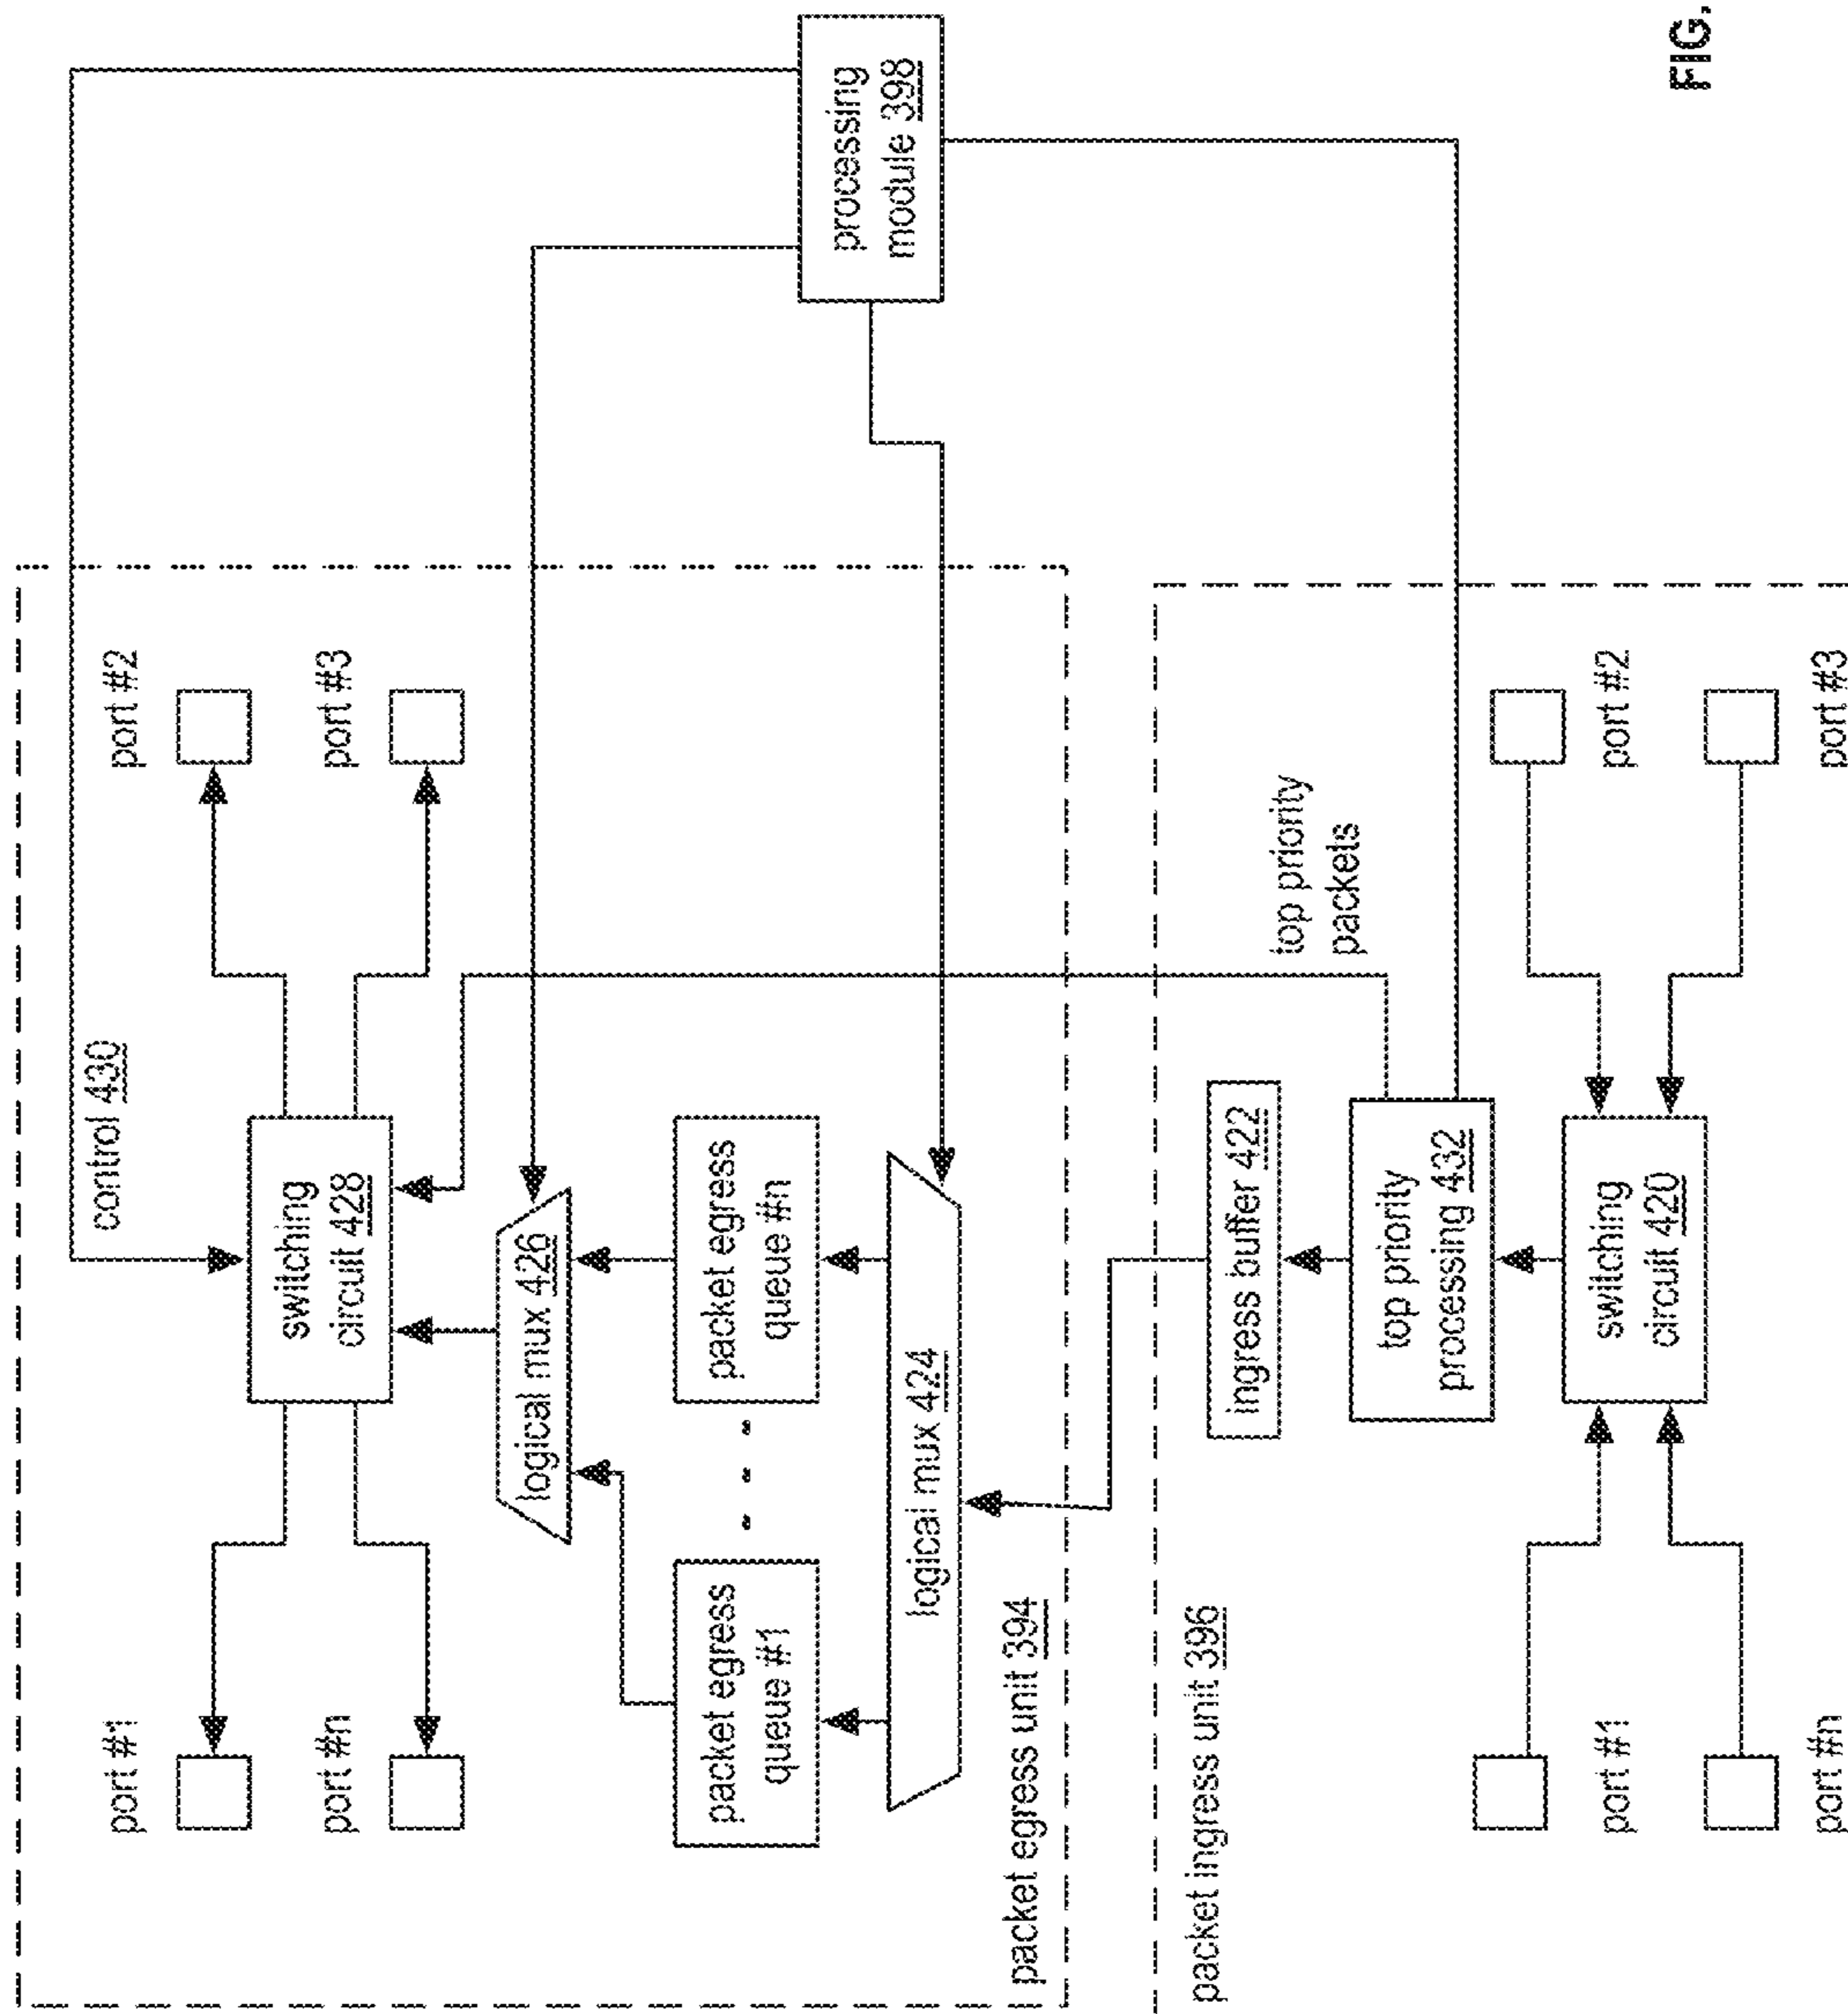 port #1
port #n
control 430
port #2
port #3
switching
circuit 428
logical mux 426
packet egress
queue #1
packet egress
queue #n
logical mux 424
packet egress unit 394
processing
module 398
packet ingress unit 396
top priority
packets
ingress buffer 422
top priority
processing 432
switching
circuit 420
port #1
port #n
port #2
port #3
FIG.